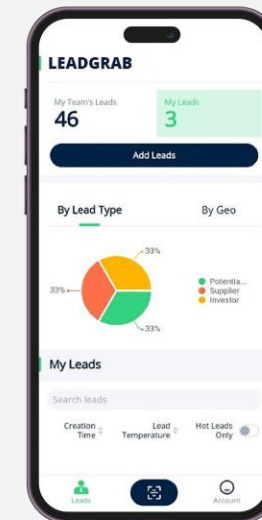 LEADGRAB
My Team's Leads
46
My Leads
3
Add Leads
By Lead Type
By Geo
33%
33%
33%
Potentia...
Supplier
Investor
My Leads
Search leads
Creation
Time
Lead
Temperature
Hot Leads
Only
Leads
Account